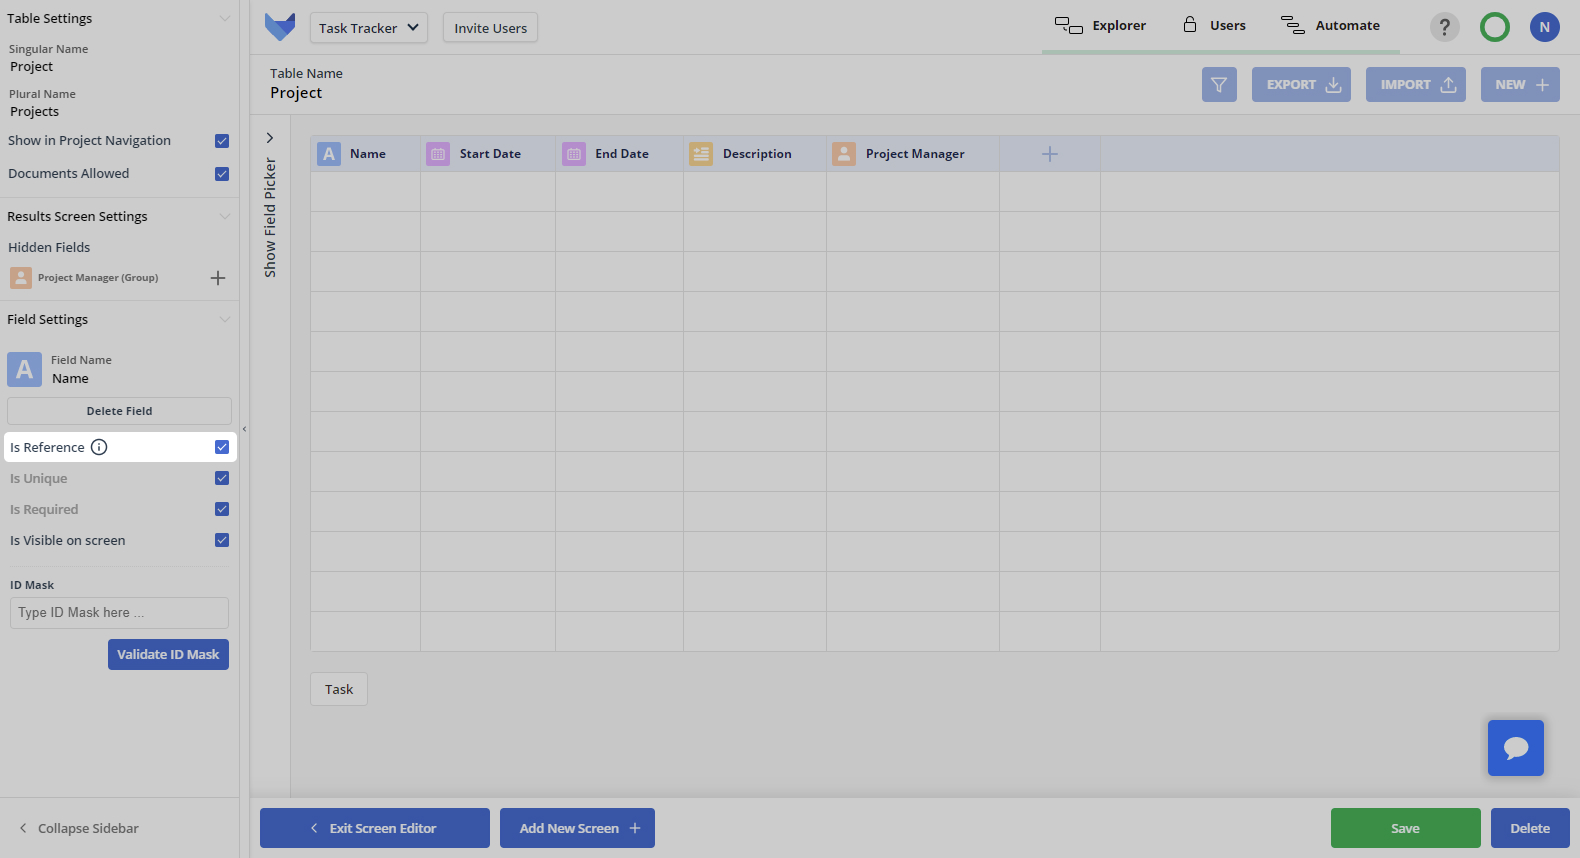 Table Settings
Singular Name
Project
Plural Name
Projects
Show in Project Navigation
Documents Allowed
Results Screen Settings
Hidden Fields
Project Manager (Group)
Field Settings
A
Field Name
Name
Delete Field
Is Reference
Is Unique
Is Required
Is Visible on screen
ID Mask
Type ID Mask here ...
Validate ID Mask
Collapse Sidebar
Task Tracker
Invite Users
Explorer
Users
Automate
?
N
Table Name
Project
EXPORT
IMPORT
NEW
Show Field Picker
A Name
Start Date
End Date
Description
Project Manager
Task
Exit Screen Editor
Add New Screen
Save
Delete